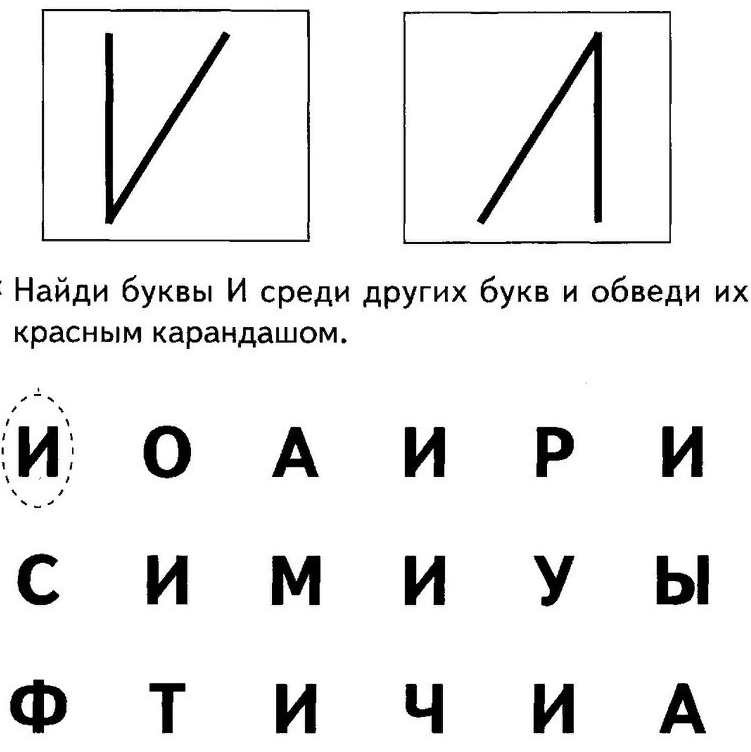 Найди буквы И среди других букв и обведи их
красным карандашом.
И О А И Р И
С И М И У Ы
Ф Т И Ч И А